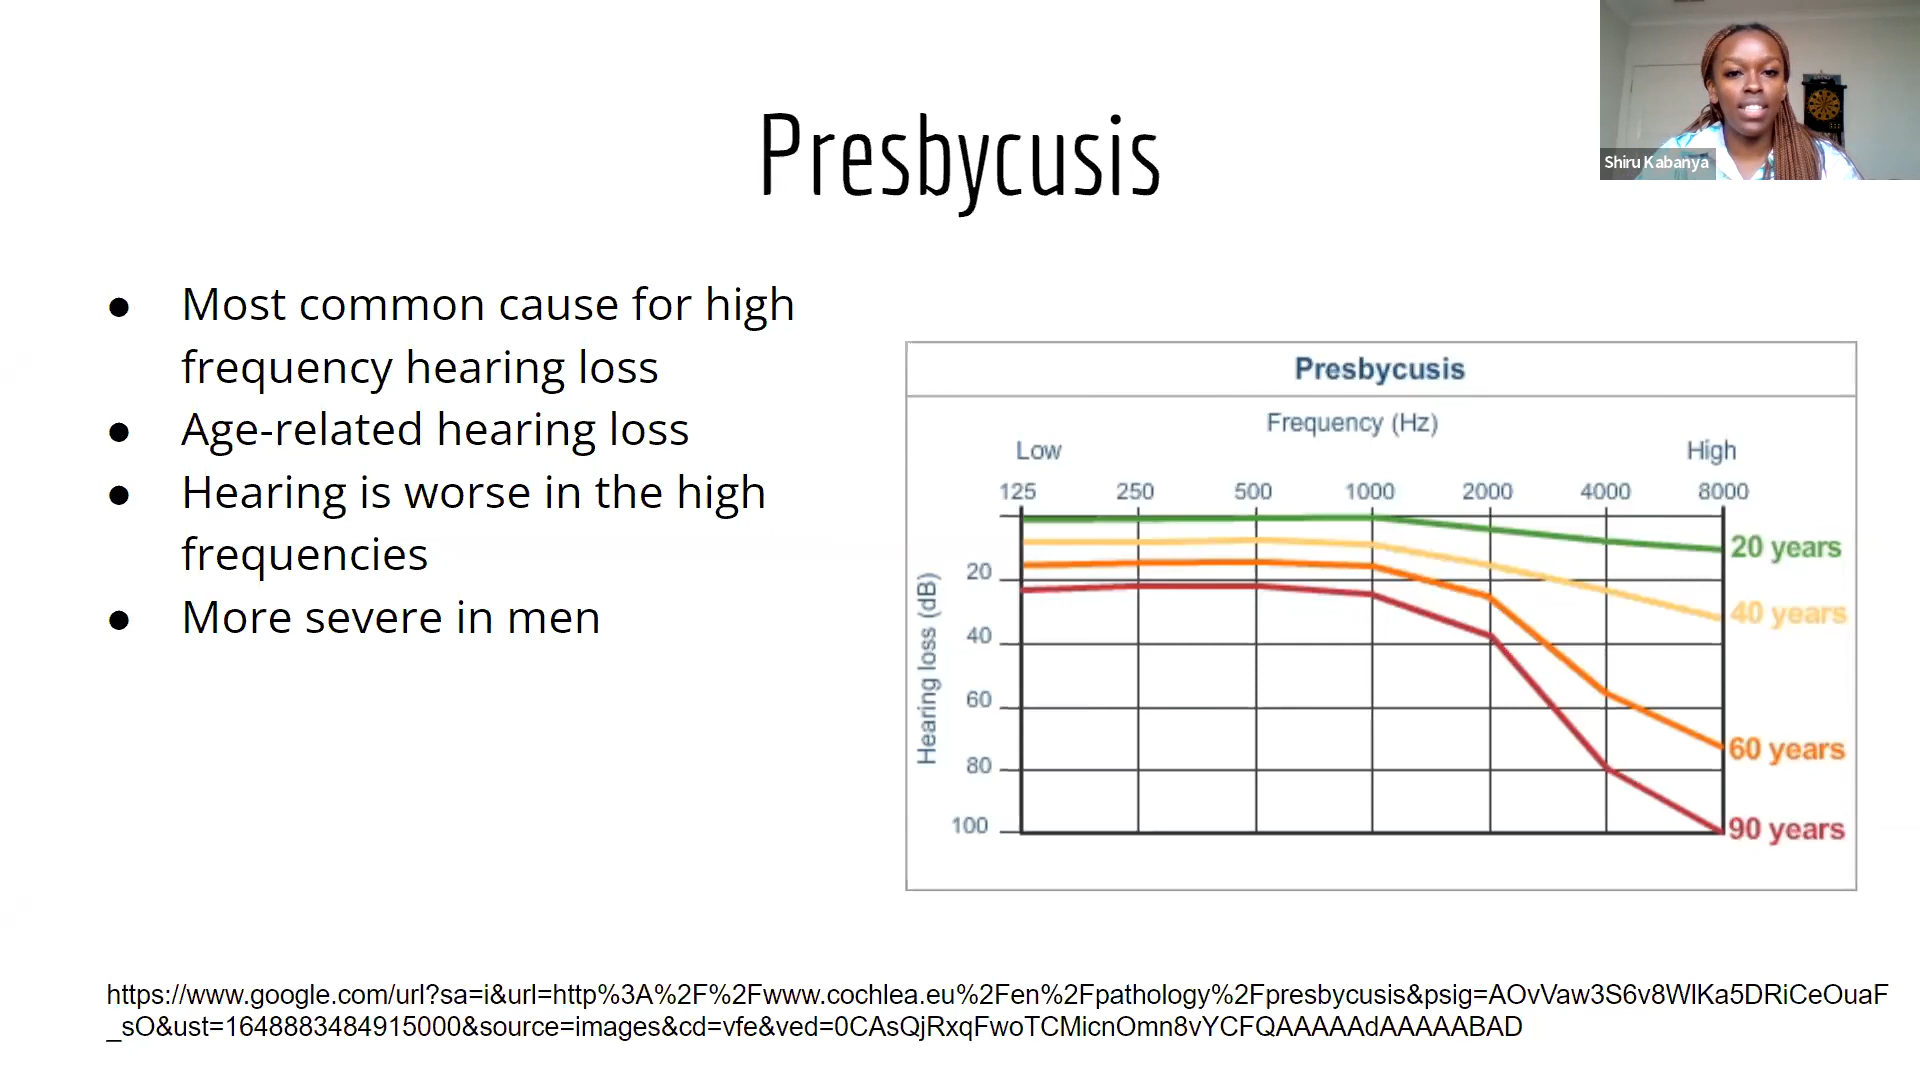 Shiru Kabanya
Presbycusis
● Most common cause for high
frequency hearing loss
● Age-related hearing loss
● Hearing is worse in the high
frequencies
● More severe in men
Presbycusis
Frequency (Hz)
Low High
125 250 500 1000 2000 4000 8000
Hearing loss (dB)
20
40
60
80
100
20 years
40 years
60 years
90 years
https://www.google.com/url?sa=i&url=http%3A%2F%2Fwww.cochlea.eu%2Fen%2Fpathology%2Fpresbycusis&psig=AOvVaw3S6v8WlKa5DRiCeOuaF
_sO&ust=1648883484915000&source=images&cd=vfe&ved=0CAsQjRxqFwoTCMicnOmn8vYCFQAAAAAdAAAAABAD